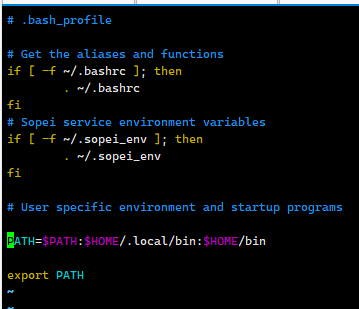 # .bash_profile
# Get the aliases and functions
if [ -f ~/.bashrc ]; then
        . ~/.bashrc
fi
# Sopei service environment variables
if [ -f ~/.sopei_env ]; then
        . ~/.sopei_env
fi
# User specific environment and startup programs
PATH=$PATH:$HOME/.local/bin:$HOME/bin
export PATH
~
~